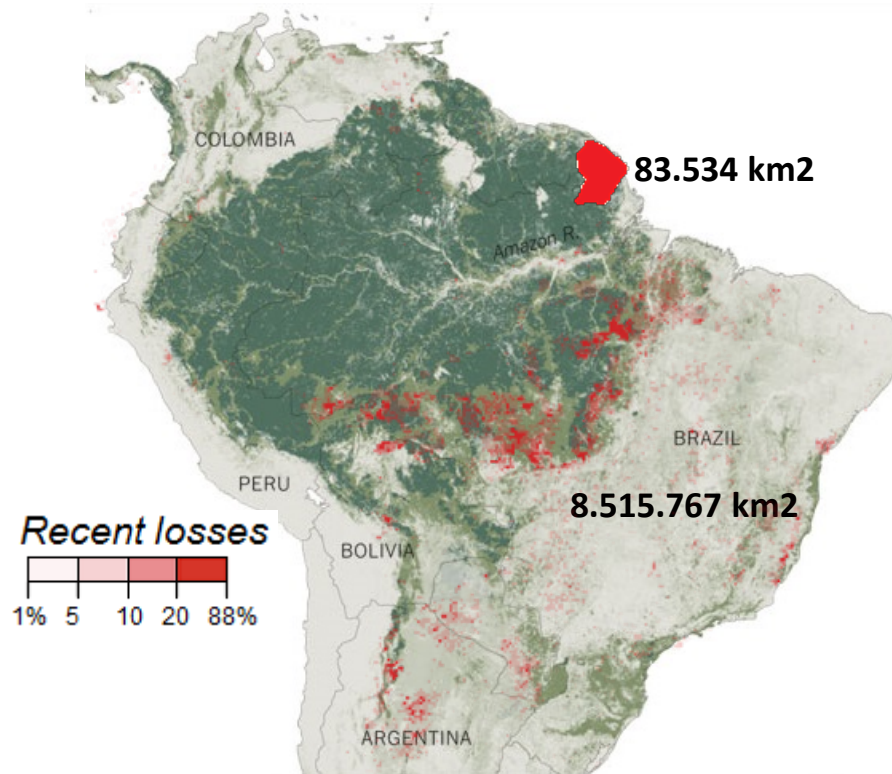 COLOMBIA
83.534 km2
Amazon R.
BRAZIL
PERU
8.515.767 km2
Recent losses
BOLIVIA
1% 5 10 20 88%
ARGENTINA